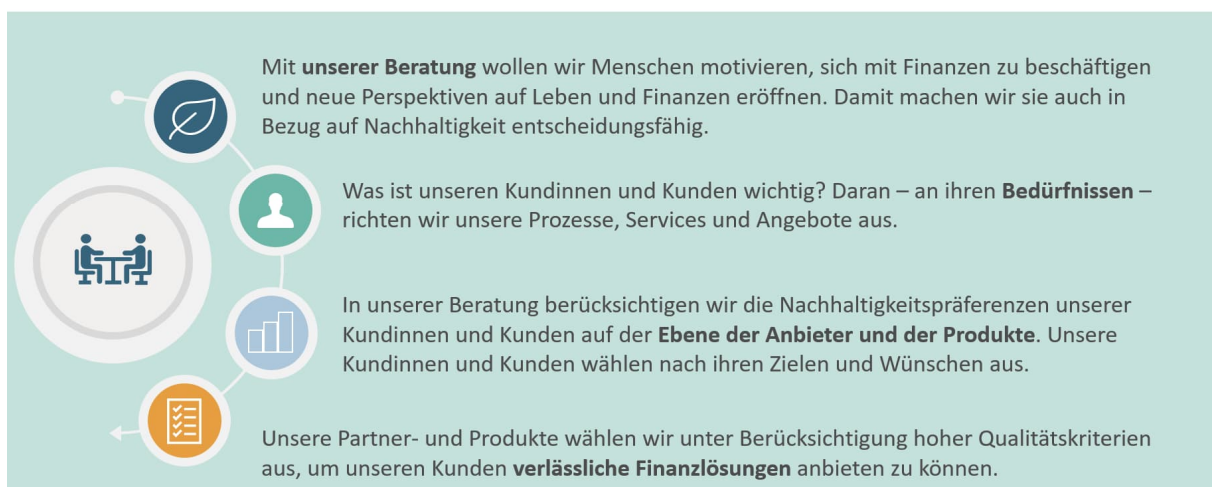 Mit unserer Beratung wollen wir Menschen motivieren, sich mit Finanzen zu beschäftigen
und neue Perspektiven auf Leben und Finanzen eröffnen. Damit machen wir sie auch in
Bezug auf Nachhaltigkeit entscheidungsfähig.
Was ist unseren Kundinnen und Kunden wichtig? Daran – an ihren Bedürfnissen –
richten wir unsere Prozesse, Services und Angebote aus.
In unserer Beratung berücksichtigen wir die Nachhaltigkeitspräferenzen unserer
Kundinnen und Kunden auf der Ebene der Anbieter und der Produkte. Unsere
Kundinnen und Kunden wählen nach ihren Zielen und Wünschen aus.
Unsere Partner- und Produkte wählen wir unter Berücksichtigung hoher Qualitätskriterien
aus, um unseren Kunden verlässliche Finanzlösungen anbieten zu können.